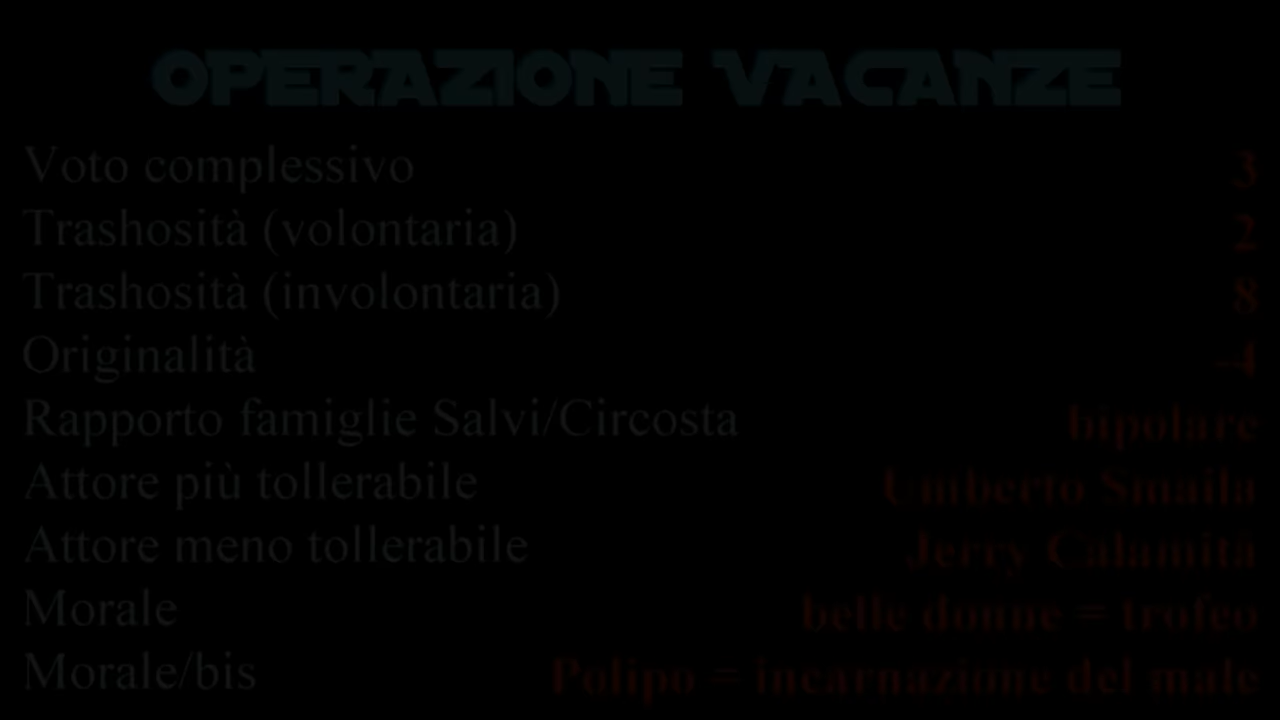 OPERAZIONE VACANZE
Voto complessivo 3
Trashosità (volontaria) 2
Trashosità (involontaria) 8
Originalità -4
Rapporto famiglie Salvi/Circosta bipolare
Attore più tollerabile Umberto Smaila
Attore meno tollerabile Jerry Calamità
Morale belle donne = trofeo
Morale/bis Polipo = incarnazione del male